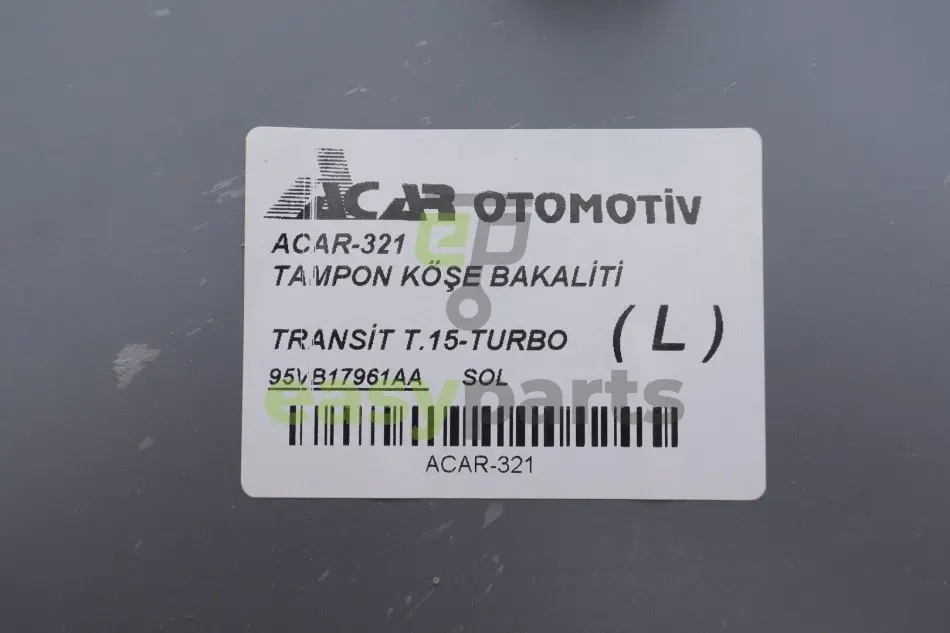 ACAR OTOMOTİV
ACAR-321
TAMPON KÖŞE BAKALİTİ
TRANSİT T.15-TURBO (L)
95VB17961AA SOL
easyparts
ACAR-321